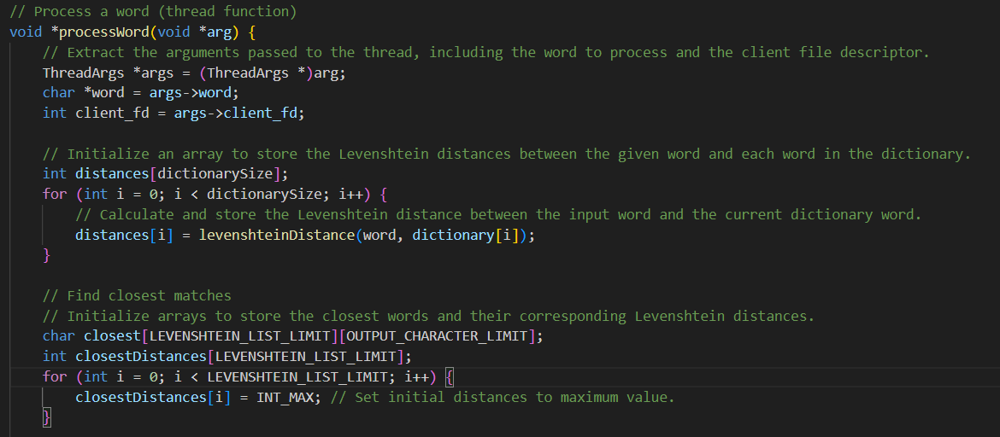 // Process a word (thread function)
void *processWord(void *arg) {
    // Extract the arguments passed to the thread, including the word to process and the client file descriptor.
    ThreadArgs *args = (ThreadArgs *)arg;
    char *word = args->word;
    int client_fd = args->client_fd;

    // Initialize an array to store the Levenshtein distances between the given word and each word in the dictionary.
    int distances[dictionarySize];
    for (int i = 0; i < dictionarySize; i++) {
        // Calculate and store the Levenshtein distance between the input word and the current dictionary word.
        distances[i] = levenshteinDistance(word, dictionary[i]);
    }

    // Find closest matches
    // Initialize arrays to store the closest words and their corresponding Levenshtein distances.
    char closest[LEVENSHTEIN_LIST_LIMIT][OUTPUT_CHARACTER_LIMIT];
    int closestDistances[LEVENSHTEIN_LIST_LIMIT];
    for (int i = 0; i < LEVENSHTEIN_LIST_LIMIT; i++) {
        closestDistances[i] = INT_MAX; // Set initial distances to maximum value.
    }